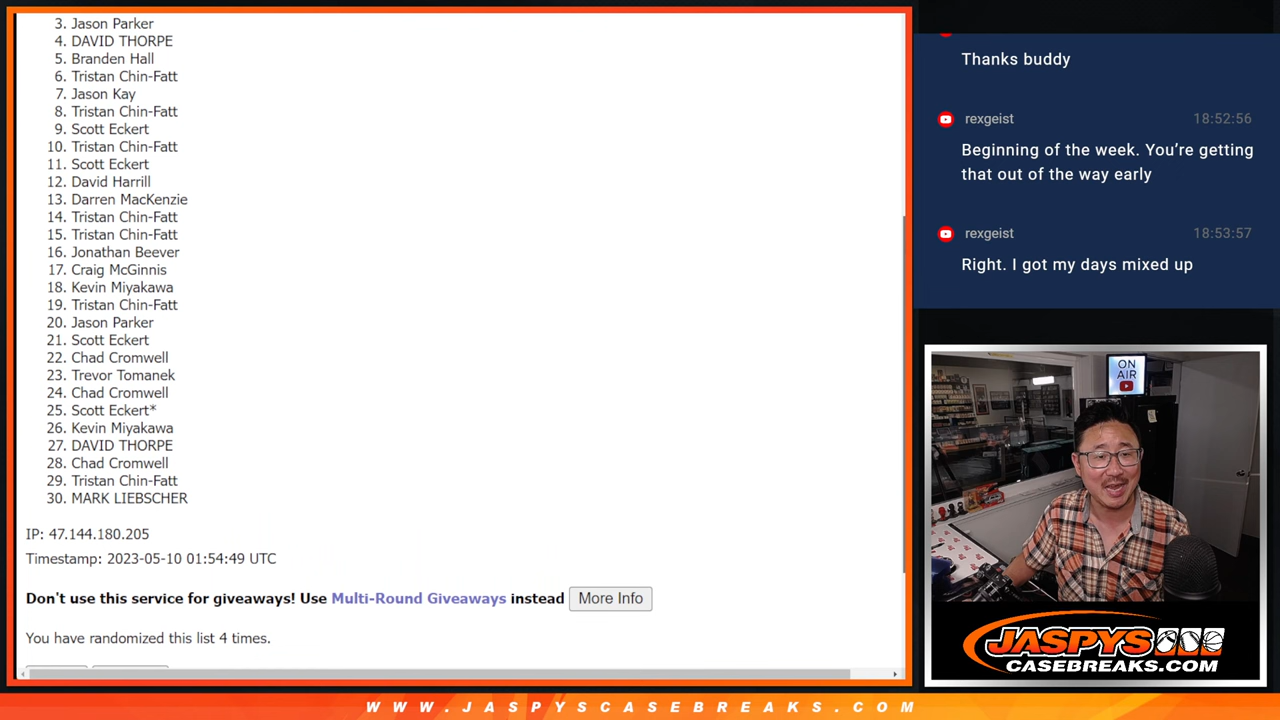 3. Jason Parker
4. DAVID THORPE
5. Branden Hall
6. Tristan Chin-Fatt
7. Jason Kay
8. Tristan Chin-Fatt
9. Scott Eckert
10. Tristan Chin-Fatt
11. Scott Eckert
12. David Harrill
13. Darren MacKenzie
14. Tristan Chin-Fatt
15. Tristan Chin-Fatt
16. Jonathan Beever
17. Craig McGinnis
18. Kevin Miyakawa
19. Tristan Chin-Fatt
20. Jason Parker
21. Scott Eckert
22. Chad Cromwell
23. Trevor Tomanek
24. Chad Cromwell
25. Scott Eckert*
26. Kevin Miyakawa
27. DAVID THORPE
28. Chad Cromwell
29. Tristan Chin-Fatt
30. MARK LIEBSCHER
IP: 47.144.180.205
Timestamp: 2023-05-10 01:54:49 UTC
Don't use this service for giveaways! Use Multi-Round Giveaways instead More Info
You have randomized this list 4 times.
Thanks buddy
rexgeist 18:52:56
Beginning of the week. You’re getting
that out of the way early
rexgeist 18:53:57
Right. I got my days mixed up
ON
AIR
JASPYS
CASEBREAKS.COM
WWW.JASPYSCASEBREAKS.COM